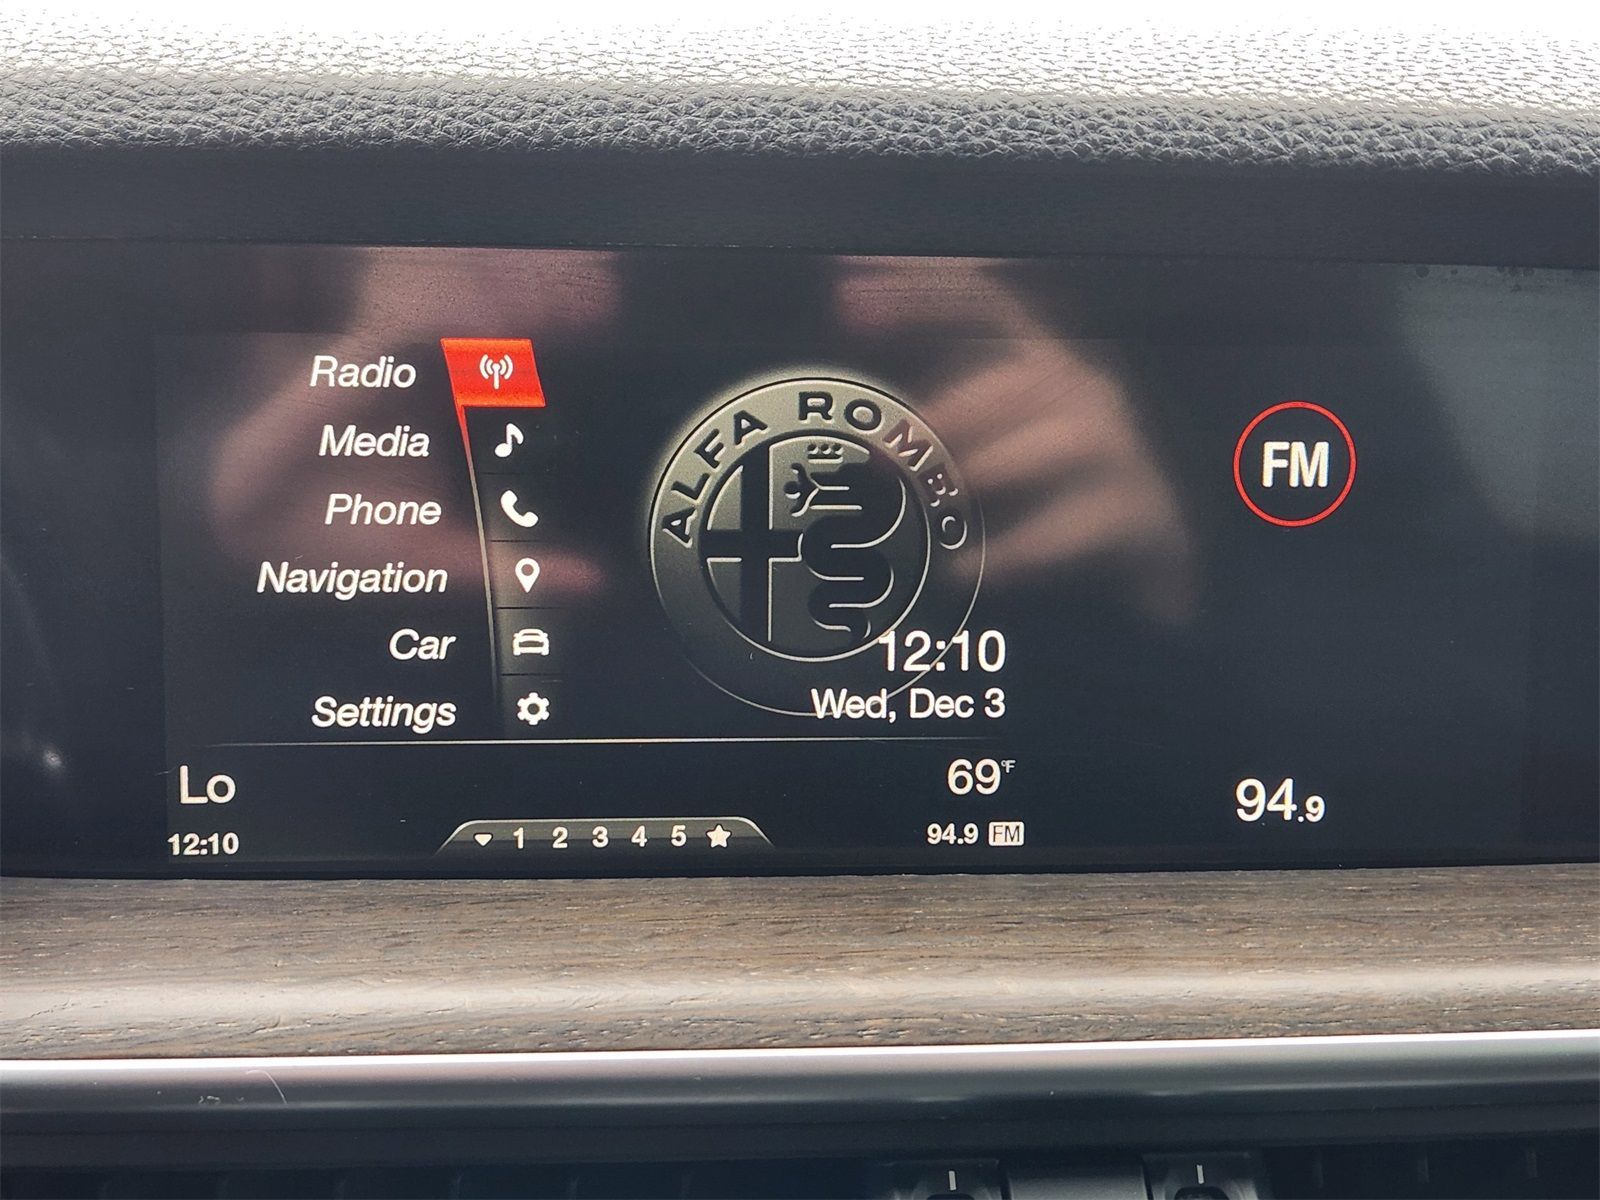 Radio
Media
Phone
Navigation
Car
Settings
ALFA ROMEO
12:10
Wed, Dec 3
FM
Lo
69°F
12:10
1 2 3 4 5
94.9 FM
94.9